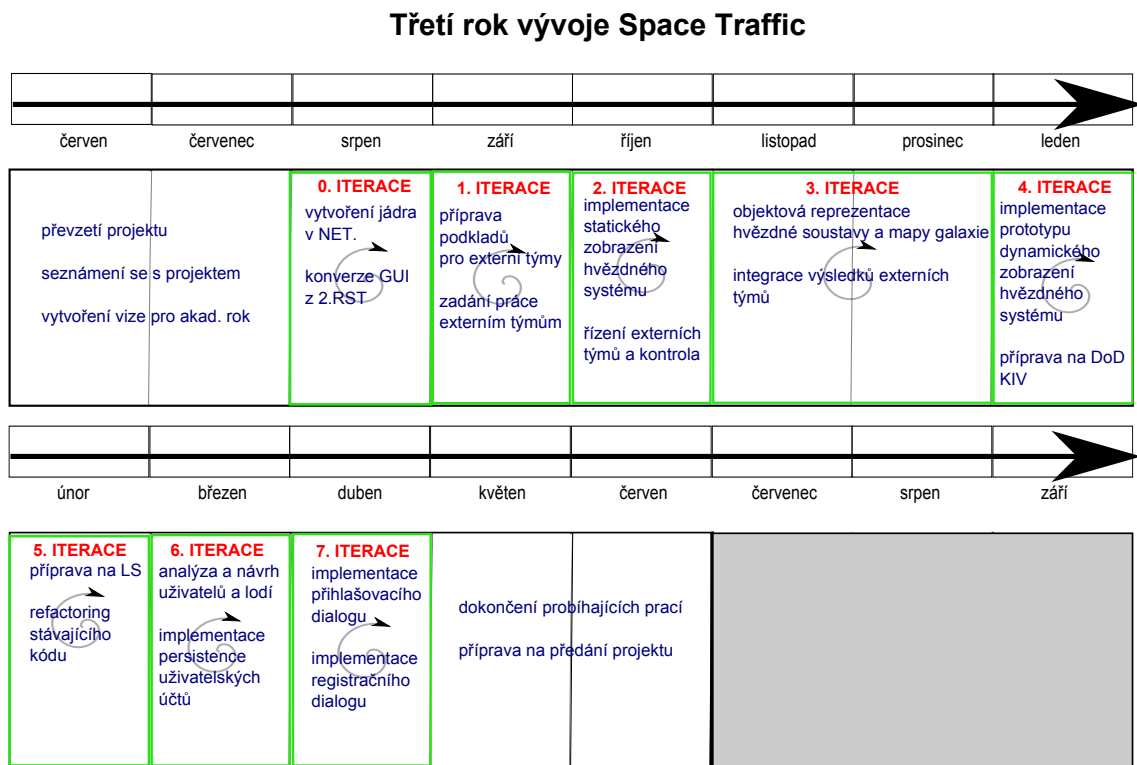 Třetí rok vývoje Space Traffic
červen
červenec
srpen
září
říjen
listopad
prosinec
leden
převzetí projektu
seznámení se s projektem
vytvoření vize pro akad. rok
0. ITERACE
vytvoření jádra
v NET.
konverze GUI
z 2.RST
1. ITERACE
příprava
podkladů
pro externí týmy
zadání práce
externím týmům
2. ITERACE
implementace
statického
zobrazení
hvězdného
systému
řízení externích
týmů a kontrola
3. ITERACE
objektová reprezentace
hvězdné soustavy a mapy galaxie
integrace výsledků externích
týmů
4. ITERACE
implementace
prototypu
dynamického
zobrazení
hvězdného
systému
příprava na DoD
KIV
únor
březen
duben
květen
červen
červenec
srpen
září
5. ITERACE
příprava na LS
refactoring
stávajícího
kódu
6. ITERACE
analýza a návrh
uživatelů a lodí
implementace
persistence
uživatelských
účtů
7. ITERACE
implementace
přihlašovacího
dialogu
implementace
registračního
dialogu
dokončení probíhajících prací
příprava na předání projektu